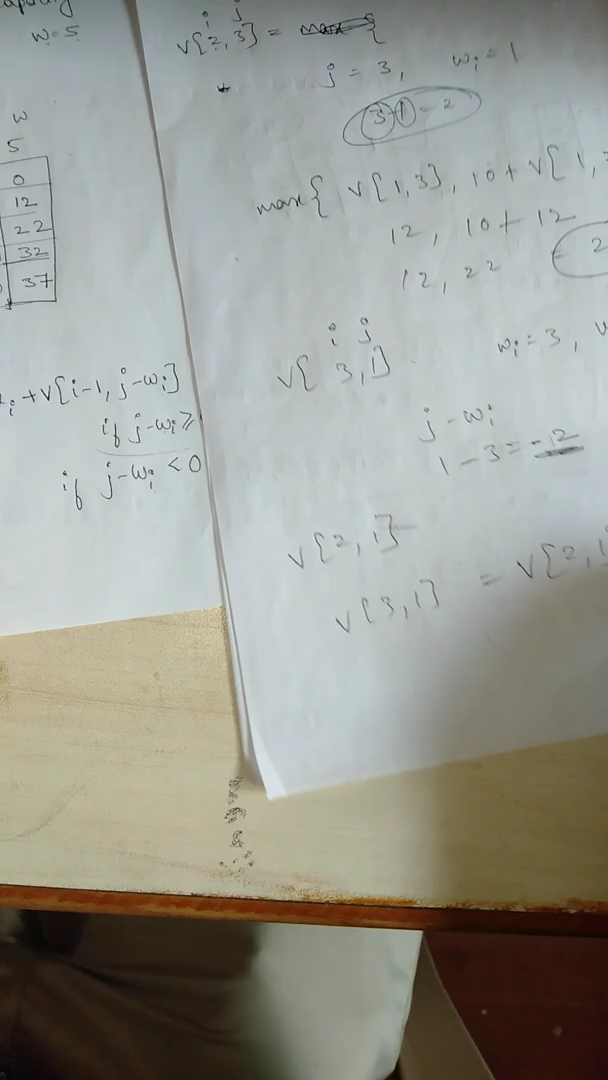 W=5
W
5
0
12
22
32
37
i + V[i-1, j-wi]
if j-wi ≥
if j-wi < 0
i j
V[2,3] = {
j = 3, wi = 1
3-1 = 2
max{ V[1,3], 10 + V[1,
12, 10 + 12
12, 22 = 2
i j
V[3,1] wi = 3,
j - wi
1 - 3 =
V[2,1]
V[3,1] = V[2,1